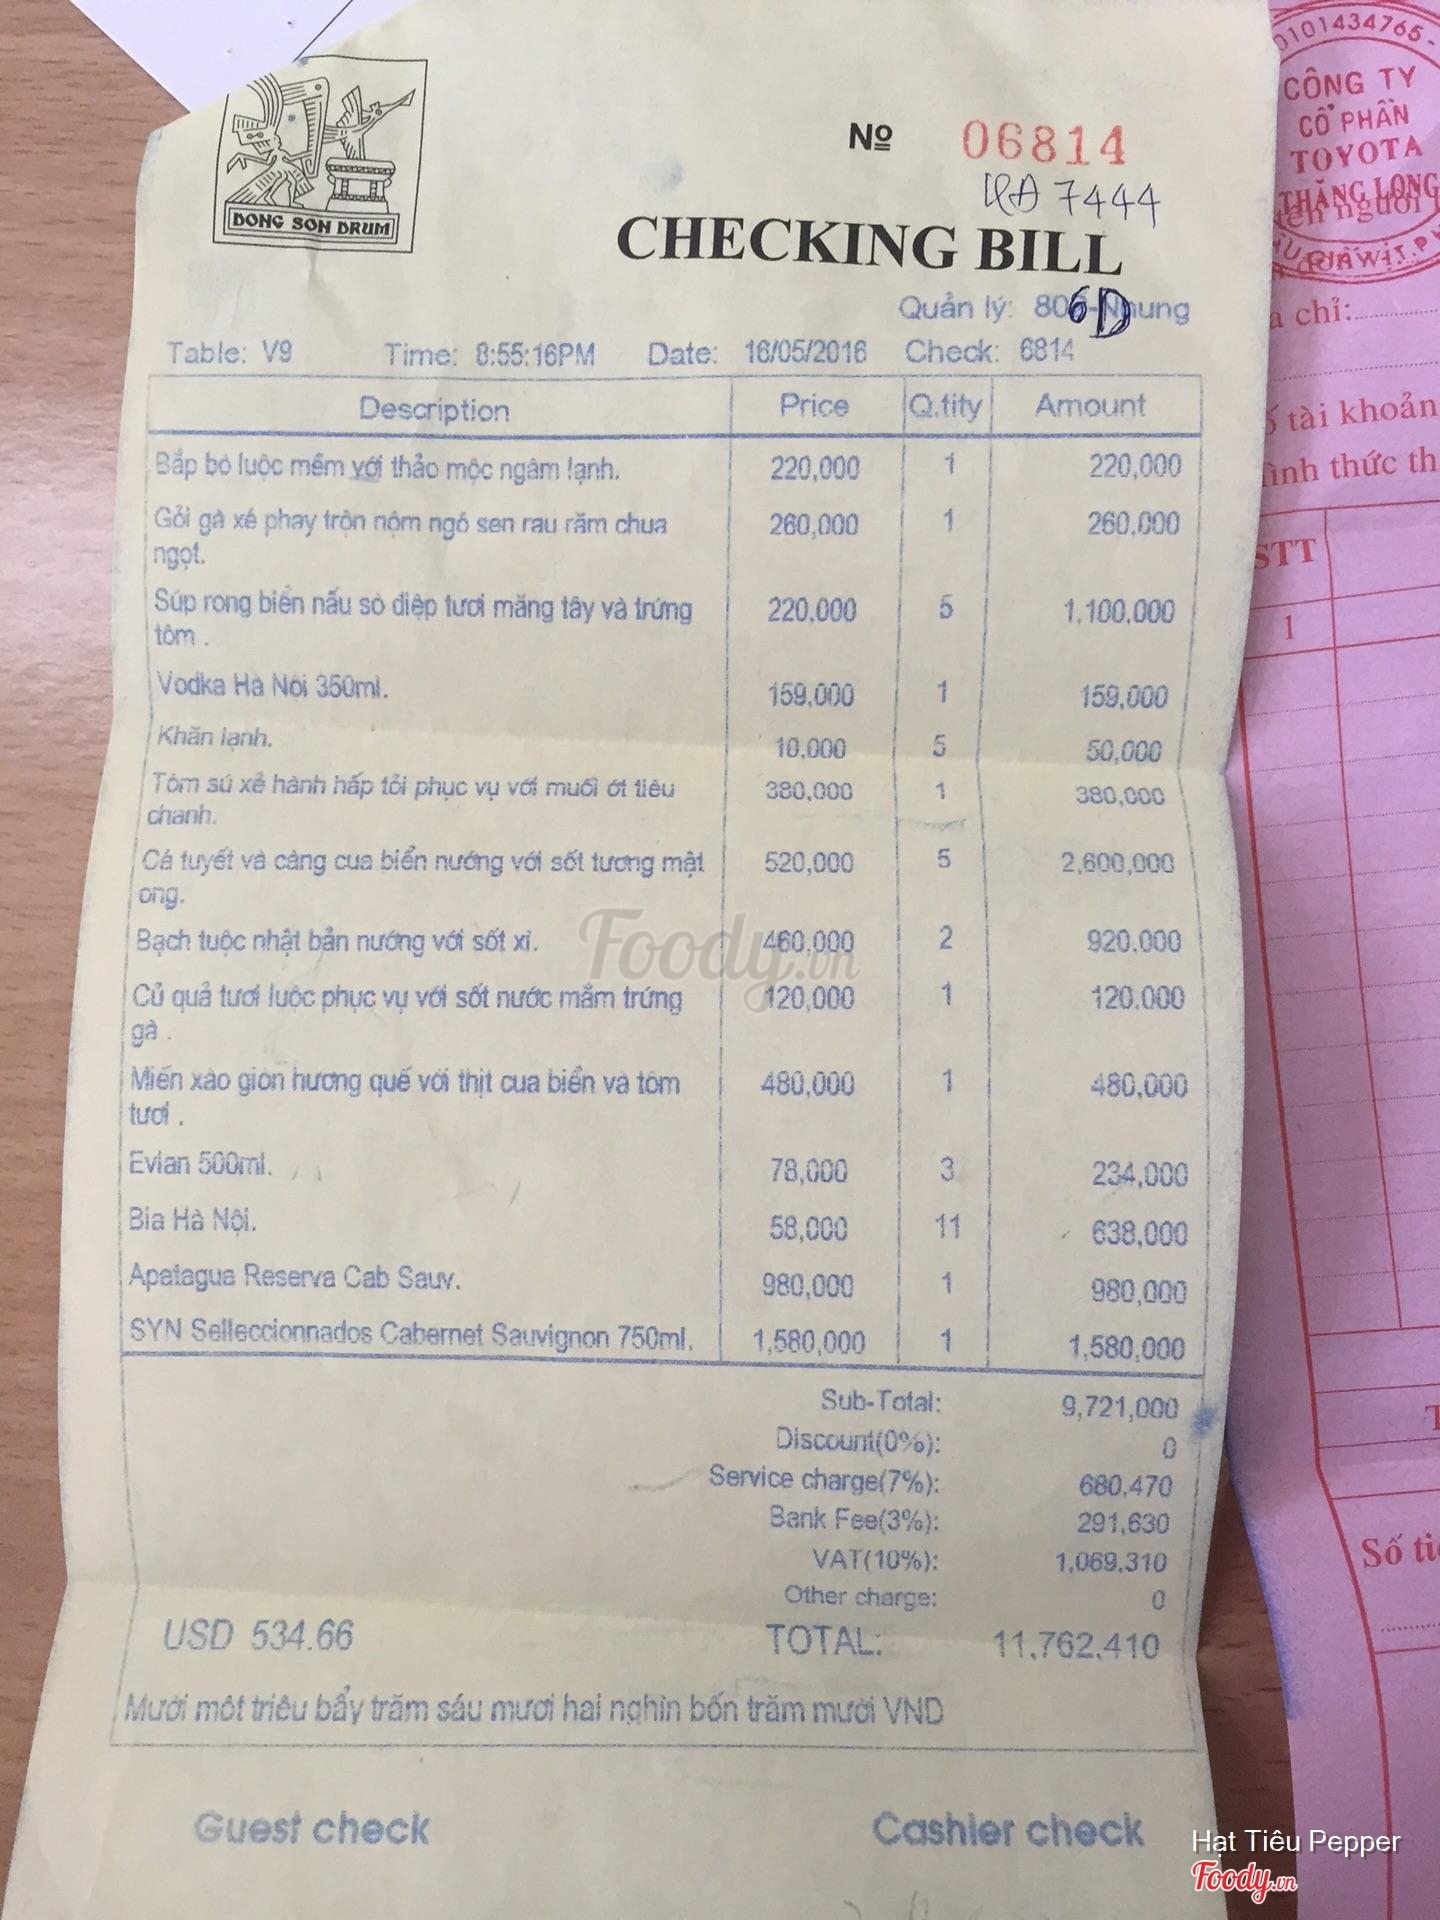 DONG SON DRUM
Nº 06814
7444
CHECKING BILL
Quản lý: 806-Nhung
6D
Table: V9 Time: 8:55:16PM Date: 16/05/2016 Check: 6814
Description Price Q.tity Amount
Bắp bò luộc mềm với thảo mộc ngâm lạnh. 220,000 1 220,000
Gỏi gà xé phay trộn nộm ngó sen rau răm chua 260,000 1 260,000
ngọt.
Súp rong biển nấu sò điệp tươi măng tây và trứng 220,000 5 1,100,000
tôm .
Vodka Hà Nội 350ml. 159,000 1 159,000
Khăn lạnh. 10,000 5 50,000
Tôm sú xẻ hành hấp tỏi phục vụ với muối ớt tiêu 380,000 1 380,000
chanh.
Cá tuyết và càng cua biển nướng với sốt tương mật 520,000 5 2,600,000
ong.
Bạch tuộc nhật bản nướng với sốt xì. 460,000 2 920,000
Củ quả tươi luộc phục vụ với sốt nước mắm trứng 120,000 1 120,000
gà .
Miến xào giòn hương quế với thịt cua biển và tôm 480,000 1 480,000
tươi .
Evian 500ml. 78,000 3 234,000
Bia Hà Nội. 58,000 11 638,000
Apatagua Reserva Cab Sauv. 980,000 1 980,000
SYN Selleccionnados Cabernet Sauvignon 750ml. 1,580,000 1 1,580,000
Sub-Total: 9,721,000
Discount(0%): 0
Service charge(7%): 680,470
Bank Fee(3%): 291,630
VAT(10%): 1,069,310
Other charge: 0
USD 534.66 TOTAL: 11,762,410
Mười một triệu bẩy trăm sáu mươi hai nghìn bốn trăm mười VND
Guest check Cashier check
Foody.vn
0101434765
CÔNG TY
CỔ PHẦN
TOYOTA
THĂNG LONG
tên người
chỉ:
tài khoản
thức th
STT
1
Số ti
Hạt Tiêu Pepper
Foody.vn